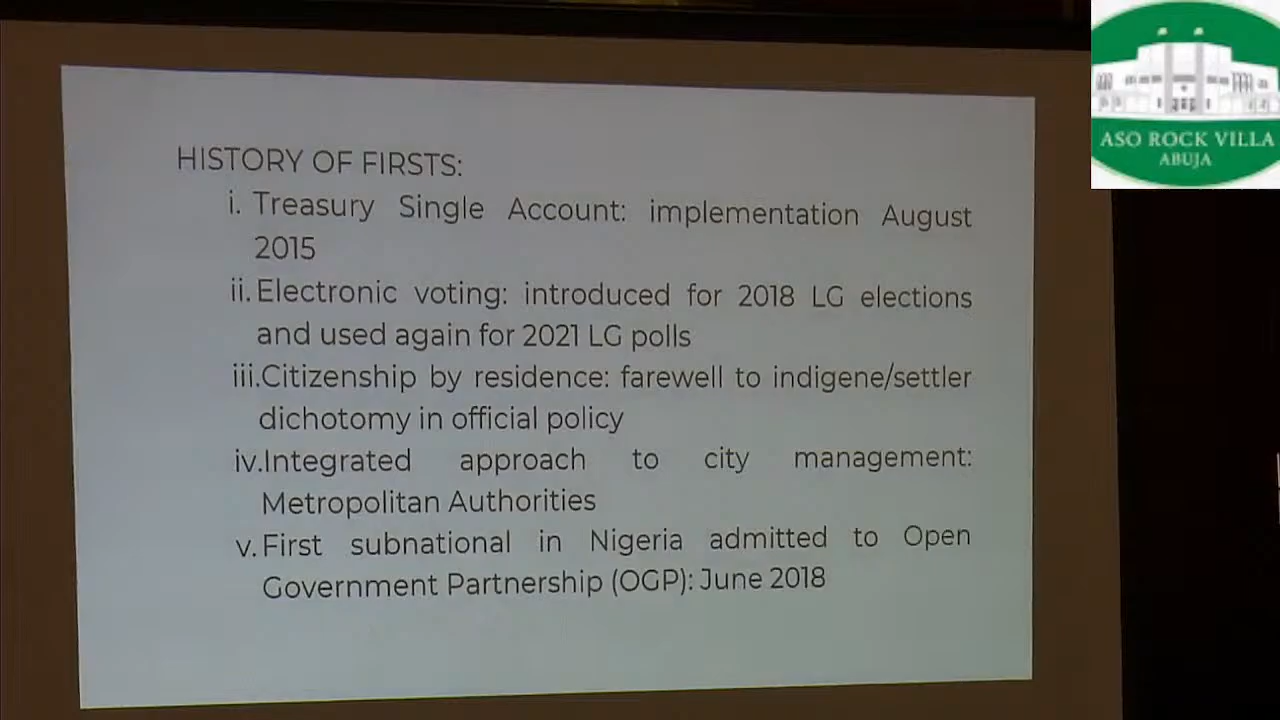 HISTORY OF FIRSTS:
i. Treasury Single Account: implementation August
2015
ii. Electronic voting: introduced for 2018 LG elections
and used again for 2021 LG polls
iii.Citizenship by residence: farewell to indigene/settler
dichotomy in official policy
iv.Integrated approach to city management:
Metropolitan Authorities
v. First subnational in Nigeria admitted to Open
Government Partnership (OGP): June 2018
ASO ROCK VILLA
ABUJA